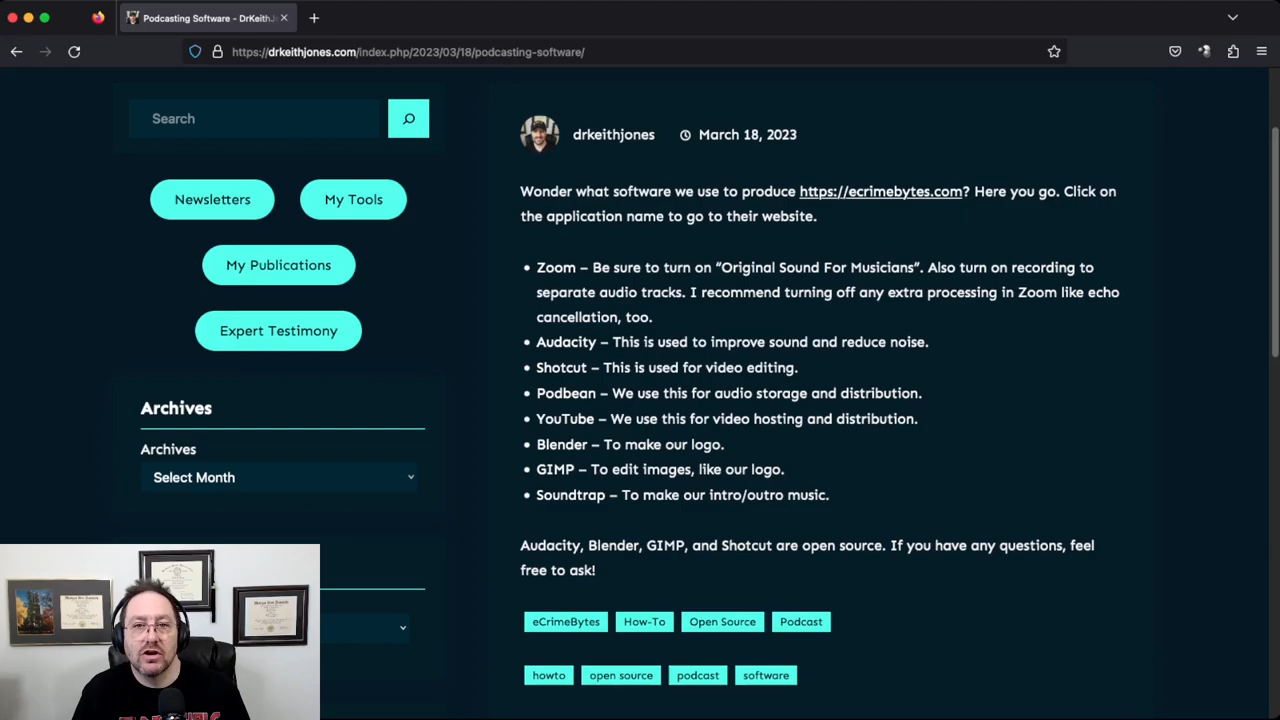 Podcasting Software - DrKeithJ
https://drkeithjones.com/index.php/2023/03/18/podcasting-software/
Search
Newsletters
My Tools
My Publications
Expert Testimony
Archives
Archives
Select Month
drkeithjones
March 18, 2023
Wonder what software we use to produce https://ecrimebytes.com? Here you go. Click on
the application name to go to their website.
• Zoom – Be sure to turn on “Original Sound For Musicians”. Also turn on recording to
separate audio tracks. I recommend turning off any extra processing in Zoom like echo
cancellation, too.
• Audacity – This is used to improve sound and reduce noise.
• Shotcut – This is used for video editing.
• Podbean – We use this for audio storage and distribution.
• YouTube – We use this for video hosting and distribution.
• Blender – To make our logo.
• GIMP – To edit images, like our logo.
• Soundtrap – To make our intro/outro music.
Audacity, Blender, GIMP, and Shotcut are open source. If you have any questions, feel
free to ask!
eCrimeBytes
How-To
Open Source
Podcast
howto
open source
podcast
software